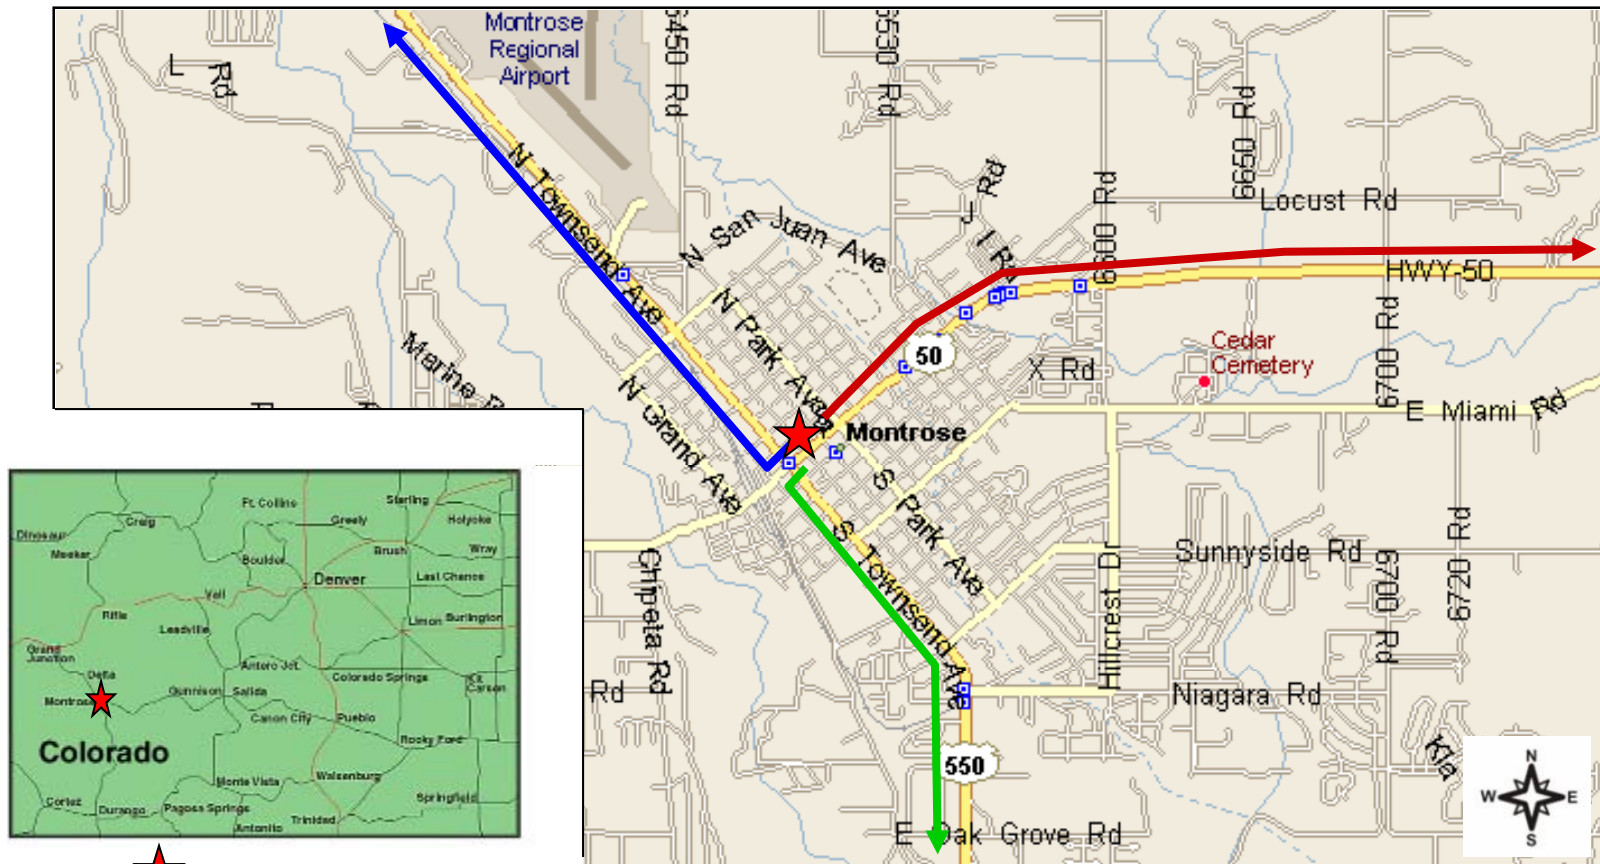 Montrose
Regional
Airport
6450 Rd
6530 Rd
L Rd
6650 Rd
6600 Rd
J Rd
Locust Rd
N Townsend Ave
N San Juan Ave
HWY-50
6700 Rd
N Park Ave
50
Cedar
Cemetery
X Rd
E Miami Rd
N Grand Ave
Montrose
S Park Ave
S Townsend Ave
Sunnyside Rd
6700 Rd
6720 Rd
Hillcrest Dr
Chipeta Rd
Rd
Niagara Rd
550
E Oak Grove Rd
Kla
N
W
E
S
Ft. Collins
Sterling
Craig
Greely
Holyoke
Dinosaur
Meeker
Boulder
Brush
Wray
Denver
Last Chance
Vail
Rifle
Leadville
Limon
Burlington
Grand
Junction
Antero Jct.
Colorado Springs
Kit
Carson
Delta
Montrose
Gunnison
Salida
Canon City
Pueblo
Rocky Ford
Colorado
Monte Vista
Walsenburg
Springfield
Cortez
Durango
Pagosa Springs
Trinidad
Antonito